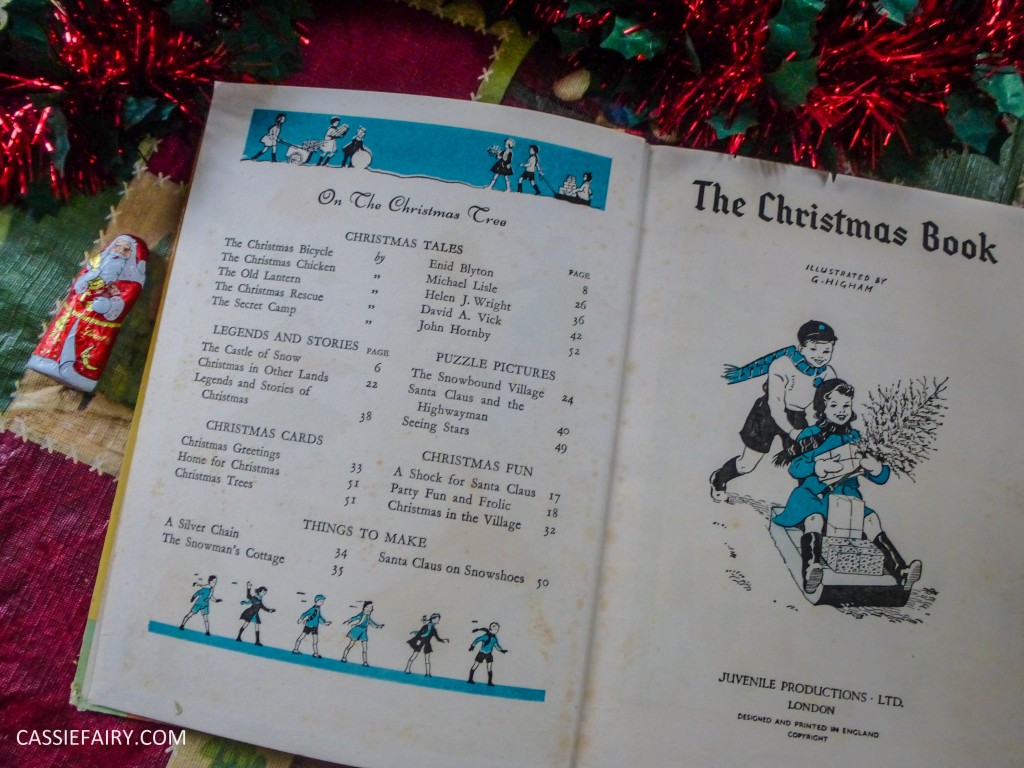 On The Christmas Tree
CHRISTMAS TALES
PAGE
The Christmas Bicycle by Enid Blyton 8
The Christmas Chicken " Michael Lisle 26
The Old Lantern " Helen J. Wright 36
The Christmas Rescue " David A. Vick 42
The Secret Camp " John Hornby 52
LEGENDS AND STORIES PAGE
The Castle of Snow 6
Christmas in Other Lands 22
Legends and Stories of
Christmas 38
PUZZLE PICTURES
The Snowbound Village 24
Santa Claus and the
Highwayman 40
Seeing Stars 49
CHRISTMAS CARDS
Christmas Greetings 33
Home for Christmas 51
Christmas Trees 51
CHRISTMAS FUN
A Shock for Santa Claus 17
Party Fun and Frolic 18
Christmas in the Village 32
THINGS TO MAKE
A Silver Chain 34
The Snowman's Cottage 35
Santa Claus on Snowshoes 50
The Christmas Book
ILLUSTRATED BY
G. HIGHAM
JUVENILE PRODUCTIONS · LTD.
LONDON
DESIGNED AND PRINTED IN ENGLAND
COPYRIGHT
CASSIEFAIRY.COM